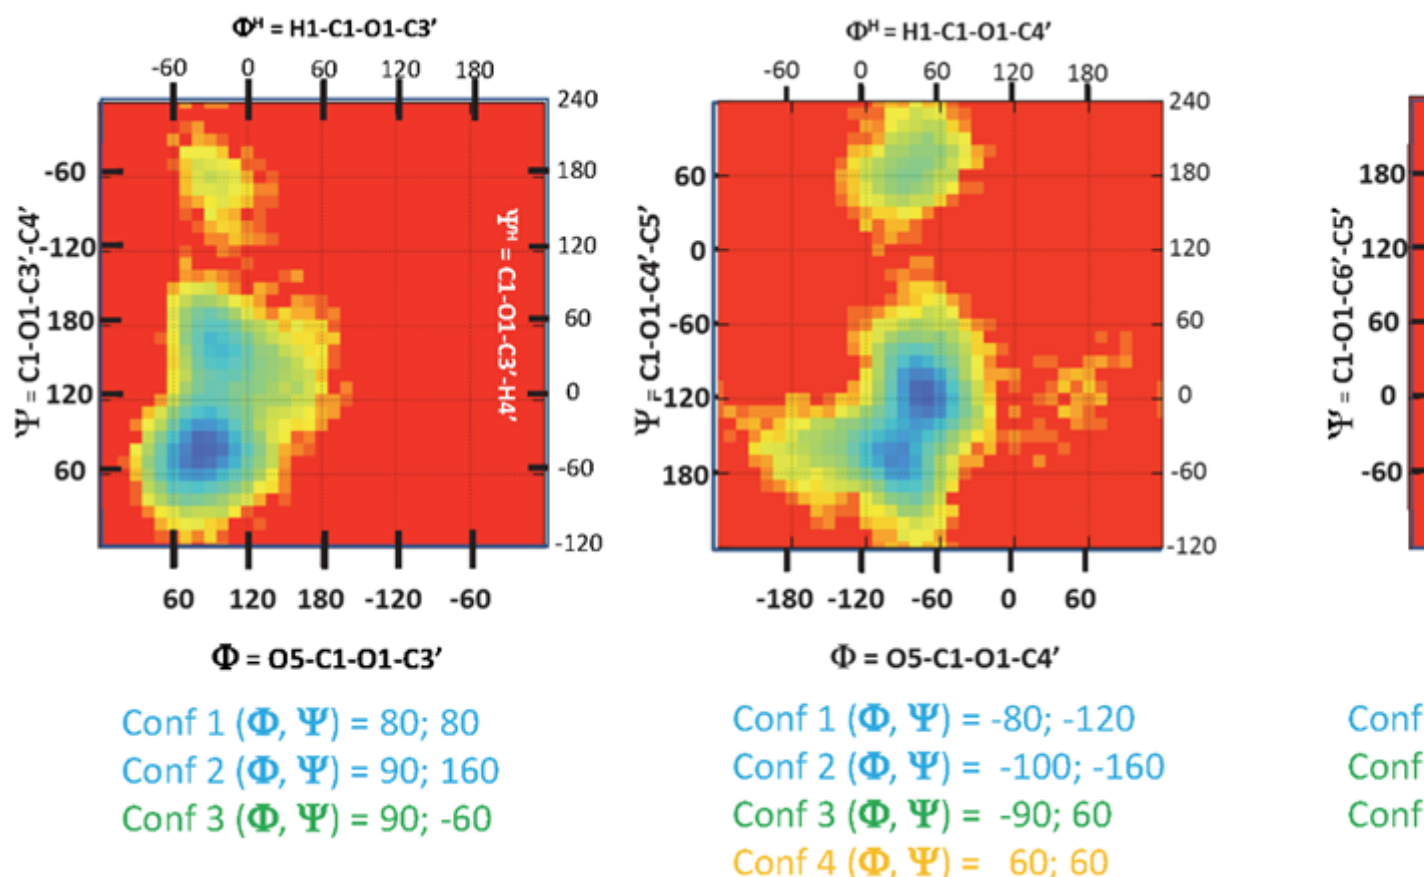 Φᴴ = H1-C1-O1-C3′
-60 0 60 120 180
240
180
120
60
0
-60
-120
Ψᴴ = C1-O1-C3′-H4′
Ψ = C1-O1-C3′-C4′
-60
-120
180
120
60
60 120 180 -120 -60
Φ = O5-C1-O1-C3′
Conf 1 (Φ, Ψ) = 80; 80
Conf 2 (Φ, Ψ) = 90; 160
Conf 3 (Φ, Ψ) = 90; -60
Φᴴ = H1-C1-O1-C4′
-60 0 60 120 180
240
180
120
60
0
-60
-120
Ψ = C1-O1-C4′-C5′
60
0
-60
-120
180
-180 -120 -60 0 60
Φ = O5-C1-O1-C4′
Conf 1 (Φ, Ψ) = -80; -120
Conf 2 (Φ, Ψ) = -100; -160
Conf 3 (Φ, Ψ) = -90; 60
Conf 4 (Φ, Ψ) = 60; 60
Ψ = C1-O1-C6′-C5′
180
120
60
0
-60
Conf
Conf
Conf